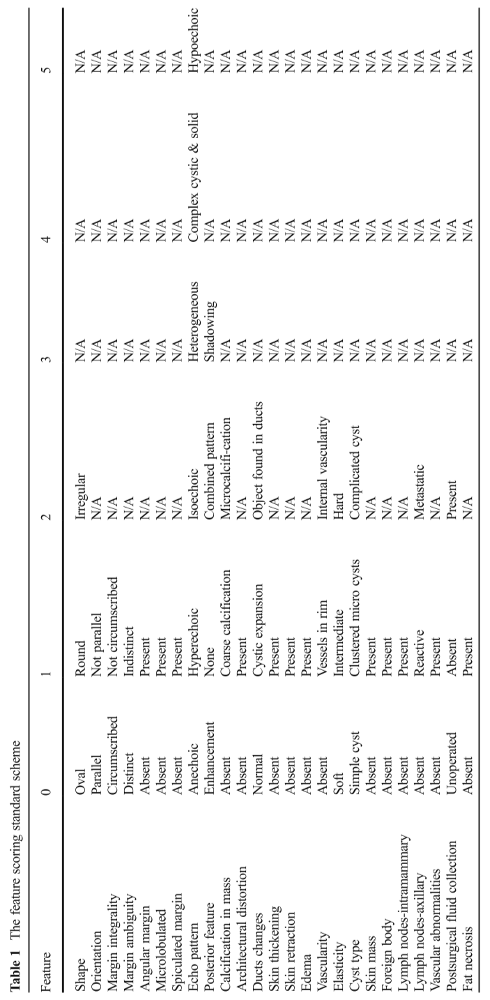 Table 1 The feature scoring standard scheme
Feature 0 1 2 3 4 5
Shape Oval Round Irregular N/A N/A N/A
Orientation Parallel Not parallel N/A N/A N/A N/A
Margin integrality Circumscribed Not circumscribed N/A N/A N/A N/A
Margin ambiguity Distinct Indistinct N/A N/A N/A N/A
Angular margin Absent Present N/A N/A N/A N/A
Microlobulated Absent Present N/A N/A N/A N/A
Spiculated margin Absent Present N/A N/A N/A N/A
Echo pattern Anechoic Hyperechoic Isoechoic Heterogeneous Complex cystic & solid Hypoechoic
Posterior feature Enhancement None Combined pattern Shadowing N/A N/A
Calcification in mass Absent Coarse calcification Microcalcifi-cation N/A N/A N/A
Architectural distortion Absent Present N/A N/A N/A N/A
Ducts changes Normal Cystic expansion Object found in ducts N/A N/A N/A
Skin thickening Absent Present N/A N/A N/A N/A
Skin retraction Absent Present N/A N/A N/A N/A
Edema Absent Present N/A N/A N/A N/A
Vascularity Absent Vessels in rim Internal vascularity N/A N/A N/A
Elasticity Soft Intermediate Hard N/A N/A N/A
Cyst type Simple cyst Clustered micro cysts Complicated cyst N/A N/A N/A
Skin mass Absent Present N/A N/A N/A N/A
Foreign body Absent Present N/A N/A N/A N/A
Lymph nodes-intramammary Absent Present N/A N/A N/A N/A
Lymph nodes-axillary Absent Reactive Metastatic N/A N/A N/A
Vascular abnormalities Absent Present N/A N/A N/A N/A
Postsurgical fluid collection Unoperated Absent Present N/A N/A N/A
Fat necrosis Absent Present N/A N/A N/A N/A